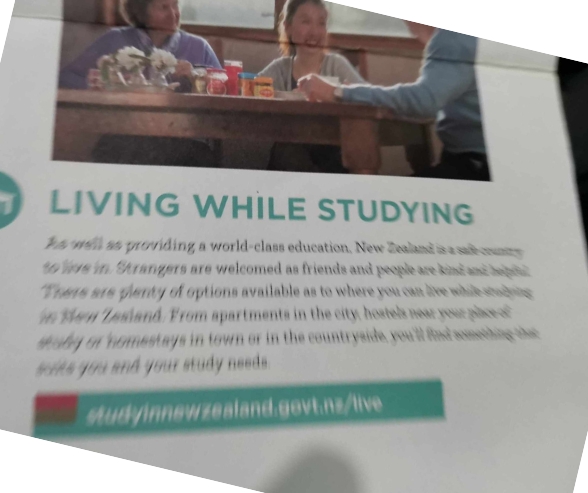 LIVING WHILE STUDYING
As well as providing a world-class education, New Zealand is a safe country
to live in. Strangers are welcomed as friends and people are kind and helpful.
There are plenty of options available as to where you can live while studying
in New Zealand. From apartments in the city, hostels near your place of
study or homestays in town or in the countryside, you'll find something that
suits you and your study needs.
studyinnewzealand.govt.nz/live